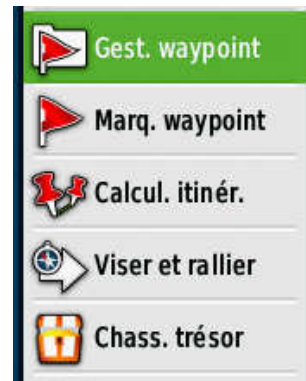 Gest. waypoint
Marq. waypoint
Calcul. itinér.
Viser et rallier
Chass. trésor